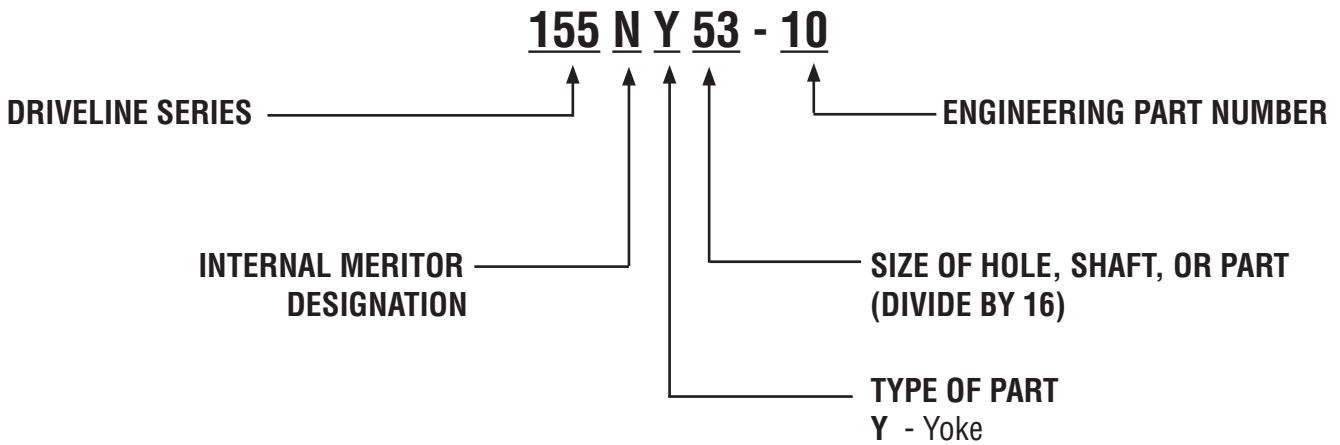 155 N Y 53 - 10
DRIVELINE SERIES
ENGINEERING PART NUMBER
INTERNAL MERITOR
DESIGNATION
SIZE OF HOLE, SHAFT, OR PART
(DIVIDE BY 16)
TYPE OF PART
Y - Yoke